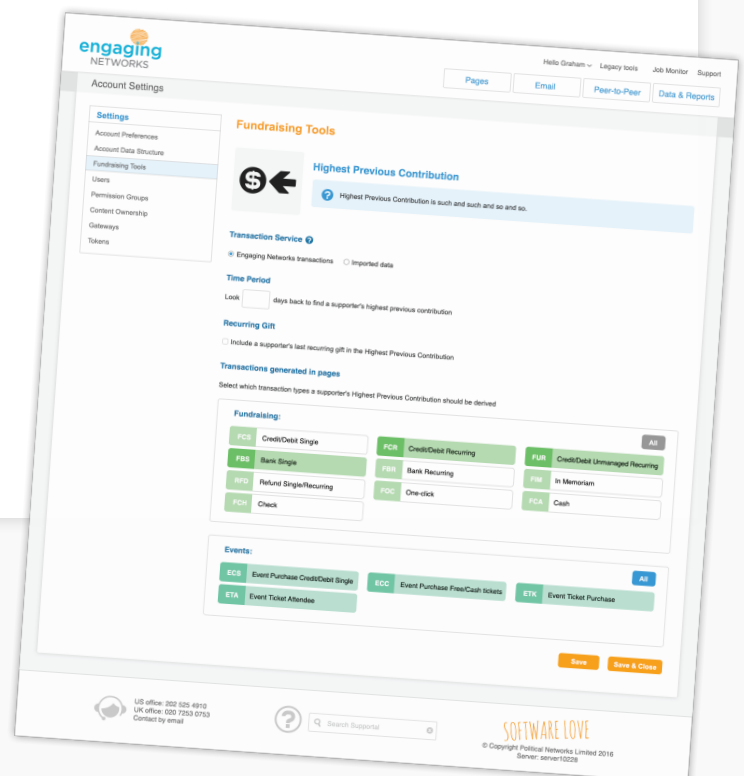 engaging
NETWORKS
Hello Graham Legacy tools Job Monitor Support
Pages Email Peer-to-Peer Data & Reports
Account Settings
Settings
Account Preferences
Account Data Structure
Fundraising Tools
Users
Permission Groups
Content Ownership
Gateways
Tokens
Fundraising Tools
Highest Previous Contribution
? Highest Previous Contribution is such and such and so and so.
Transaction Service ?
Engaging Networks transactions Imported data
Time Period
Look days back to find a supporter's highest previous contribution
Recurring Gift
Include a supporter's last recurring gift in the Highest Previous Contribution
Transactions generated in pages
Select which transaction types a supporter's Highest Previous Contribution should be derived
Fundraising:
All
FCS Credit/Debit Single FCR Credit/Debit Recurring FUR Credit/Debit Unmanaged Recurring
FBS Bank Single FBR Bank Recurring FIM In Memoriam
RFD Refund Single/Recurring FOC One-click FCA Cash
FCH Check
Events:
All
ECS Event Purchase Credit/Debit Single ECC Event Purchase Free/Cash tickets ETK Event Ticket Purchase
ETA Event Ticket Attendee
Save Save & Close
US office: 202 525 4910
UK office: 020 7253 0753
Contact by email
? Search Supportal
SOFTWARE LOVE
© Copyright Political Networks Limited 2016
Server: server10228